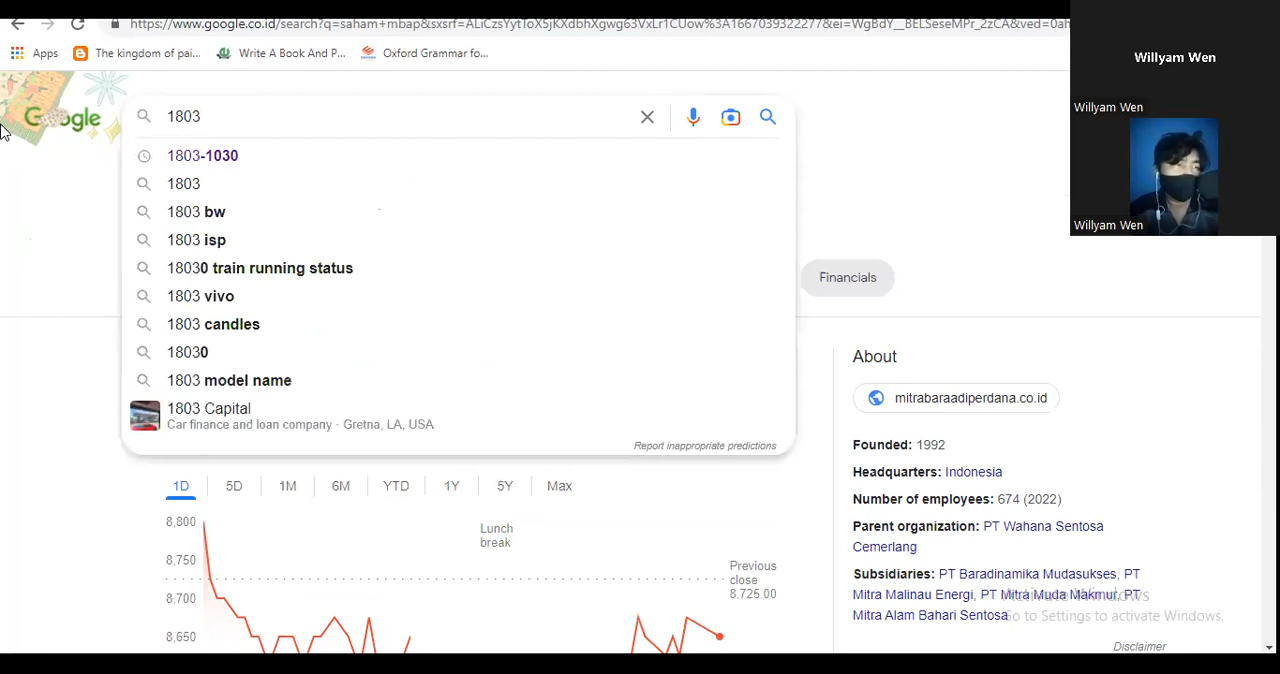 https://www.google.co.id/search?q=saham+mbap&sxsrf=ALiCzsYytToX5jKXdbhXgwg63VxLr1CUow%3A1667039322277&ei=WgBdY__BELSeseMPr_2zCA&ved=0ah
Apps
The kingdom of pai...
Write A Book And P...
Oxford Grammar fo...
Willyam Wen
Willyam Wen
Willyam Wen
Google
1803
1803-1030
1803
1803 bw
1803 isp
18030 train running status
1803 vivo
1803 candles
18030
1803 model name
1803 Capital
Car finance and loan company · Gretna, LA, USA
Report inappropriate predictions
Financials
1D
5D
1M
6M
YTD
1Y
5Y
Max
8,800
8,750
8,700
8,650
Lunch
break
Previous
close
8,725.00
About
mitrabaraadiperdana.co.id
Founded: 1992
Headquarters: Indonesia
Number of employees: 674 (2022)
Parent organization: PT Wahana Sentosa
Cemerlang
Subsidiaries: PT Baradinamika Mudasukses, PT
Mitra Malinau Energi, PT Mitra Muda Makmur, PT
Mitra Alam Bahari Sentosa
Activate Windows
Go to Settings to activate Windows.
Disclaimer